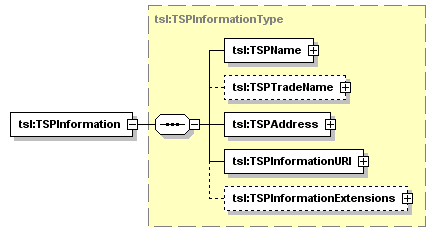 tsl:TSPInformationType
tsl:TSPName
tsl:TSPTradeName
tsl:TSPInformation
tsl:TSPAddress
tsl:TSPInformationURI
tsl:TSPInformationExtensions